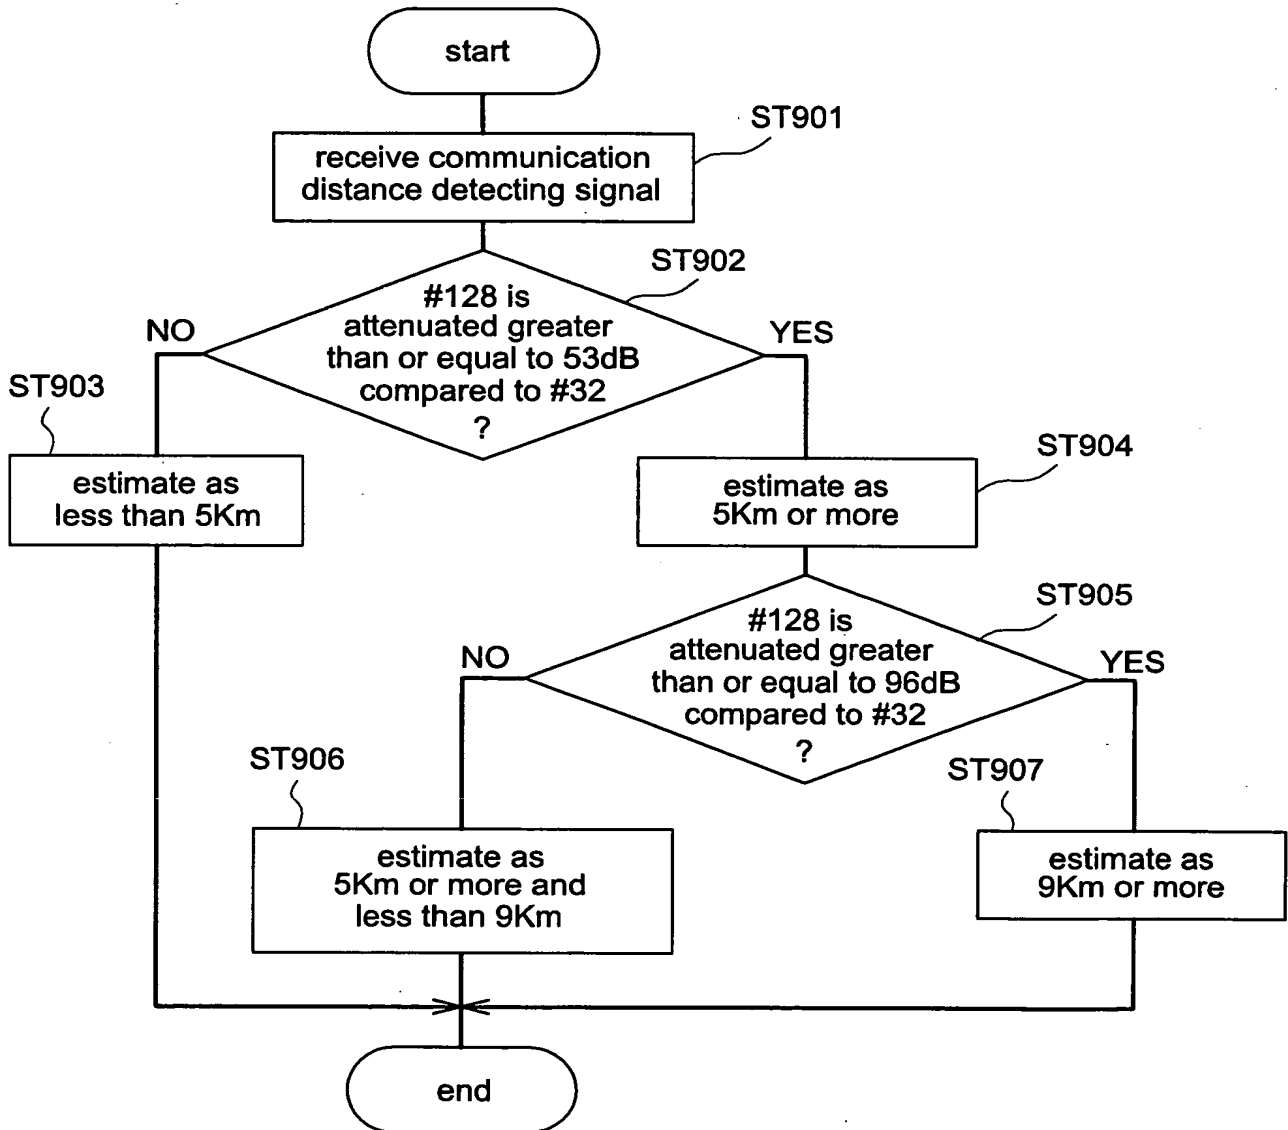 start
ST901
receive communication
distance detecting signal
ST902
#128 is
attenuated greater
than or equal to 53dB
compared to #32
?
NO
YES
ST903
estimate as
less than 5Km
ST904
estimate as
5Km or more
ST905
#128 is
attenuated greater
than or equal to 96dB
compared to #32
?
NO
YES
ST906
estimate as
5Km or more and
less than 9Km
ST907
estimate as
9Km or more
end